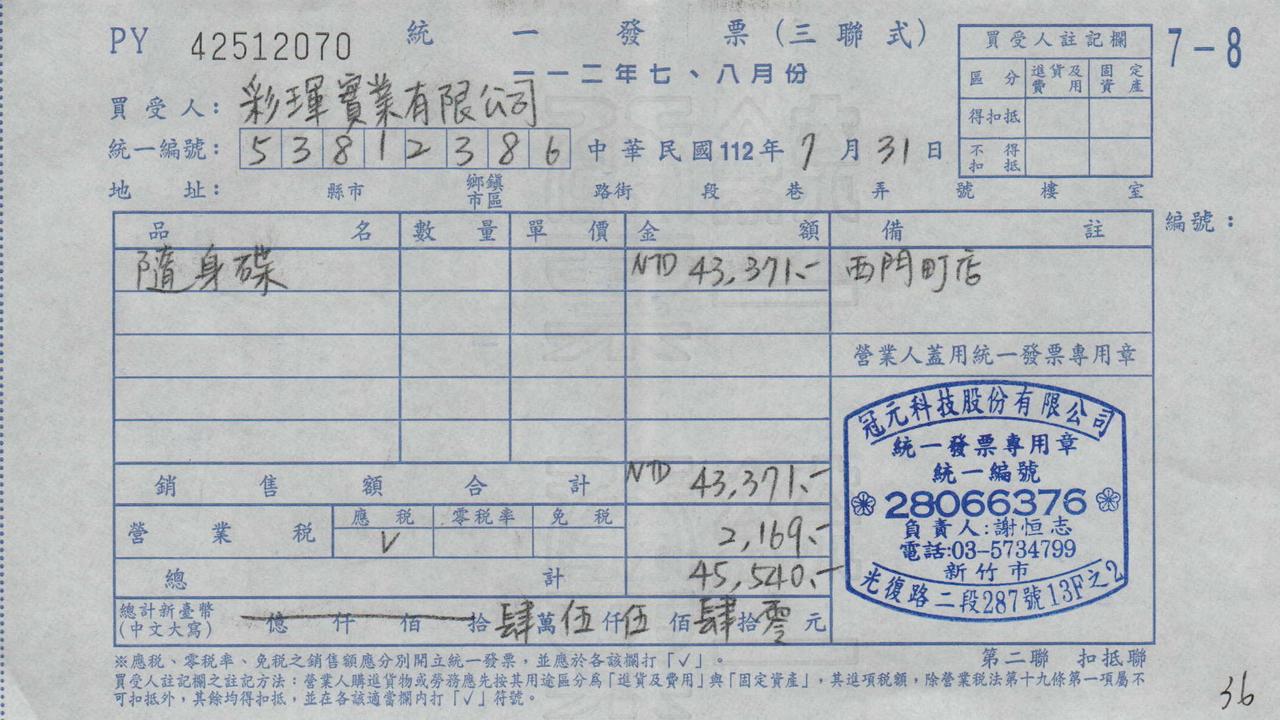 PY 42512070 統一發票(三聯式)
一一二年七、八月份
7-8
買受人註記欄
區分 進貨及費用 固定資產
得扣抵
不得扣抵
買受人: 彩琿實業有限公司
統一編號: 53812386 中華民國112年7月31日
地址: 縣市 鄉鎮市區 路街 段 巷 弄 號 樓 室
編號:
品名 數量 單價 金額 備註
隨身碟 NTD 43,371.- 西門町店
營業人蓋用統一發票專用章
銷售額合計 NTD 43,371.-
營業稅 應稅 零稅率 免稅 2,169.-
V
總計 45,540.-
總計新臺幣(中文大寫) 億仟佰拾肆萬伍仟伍佰肆拾零元
冠元科技股份有限公司
統一發票專用章
統一編號
28066376
負責人:謝恒志
電話:03-5734799
新竹市
光復路二段287號13F之2
※應稅、零稅率、免稅之銷售額應分別開立統一發票,並應於各該欄打「✓」。
第二聯 扣抵聯
買受人註記欄之註記方法:營業人購進貨物或勞務應先按其用途區分為「進貨及費用」與「固定資產」,其進項稅額,除營業稅法第十九條第一項屬不
可扣抵外,其餘均得扣抵,並在各該適當欄內打「✓」符號。
36